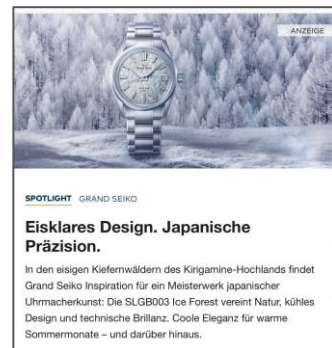 ANZEIGE
SPOTLIGHT GRAND SEIKO
Eisklares Design. Japanische
Präzision.
In den eisigen Kiefernwäldern des Kirigamine-Hochlands findet
Grand Seiko Inspiration für ein Meisterwerk japanischer
Uhrmacherkunst: Die SLGB003 Ice Forest vereint Natur, kühles
Design und technische Brillanz. Coole Eleganz für warme
Sommermonate – und darüber hinaus.